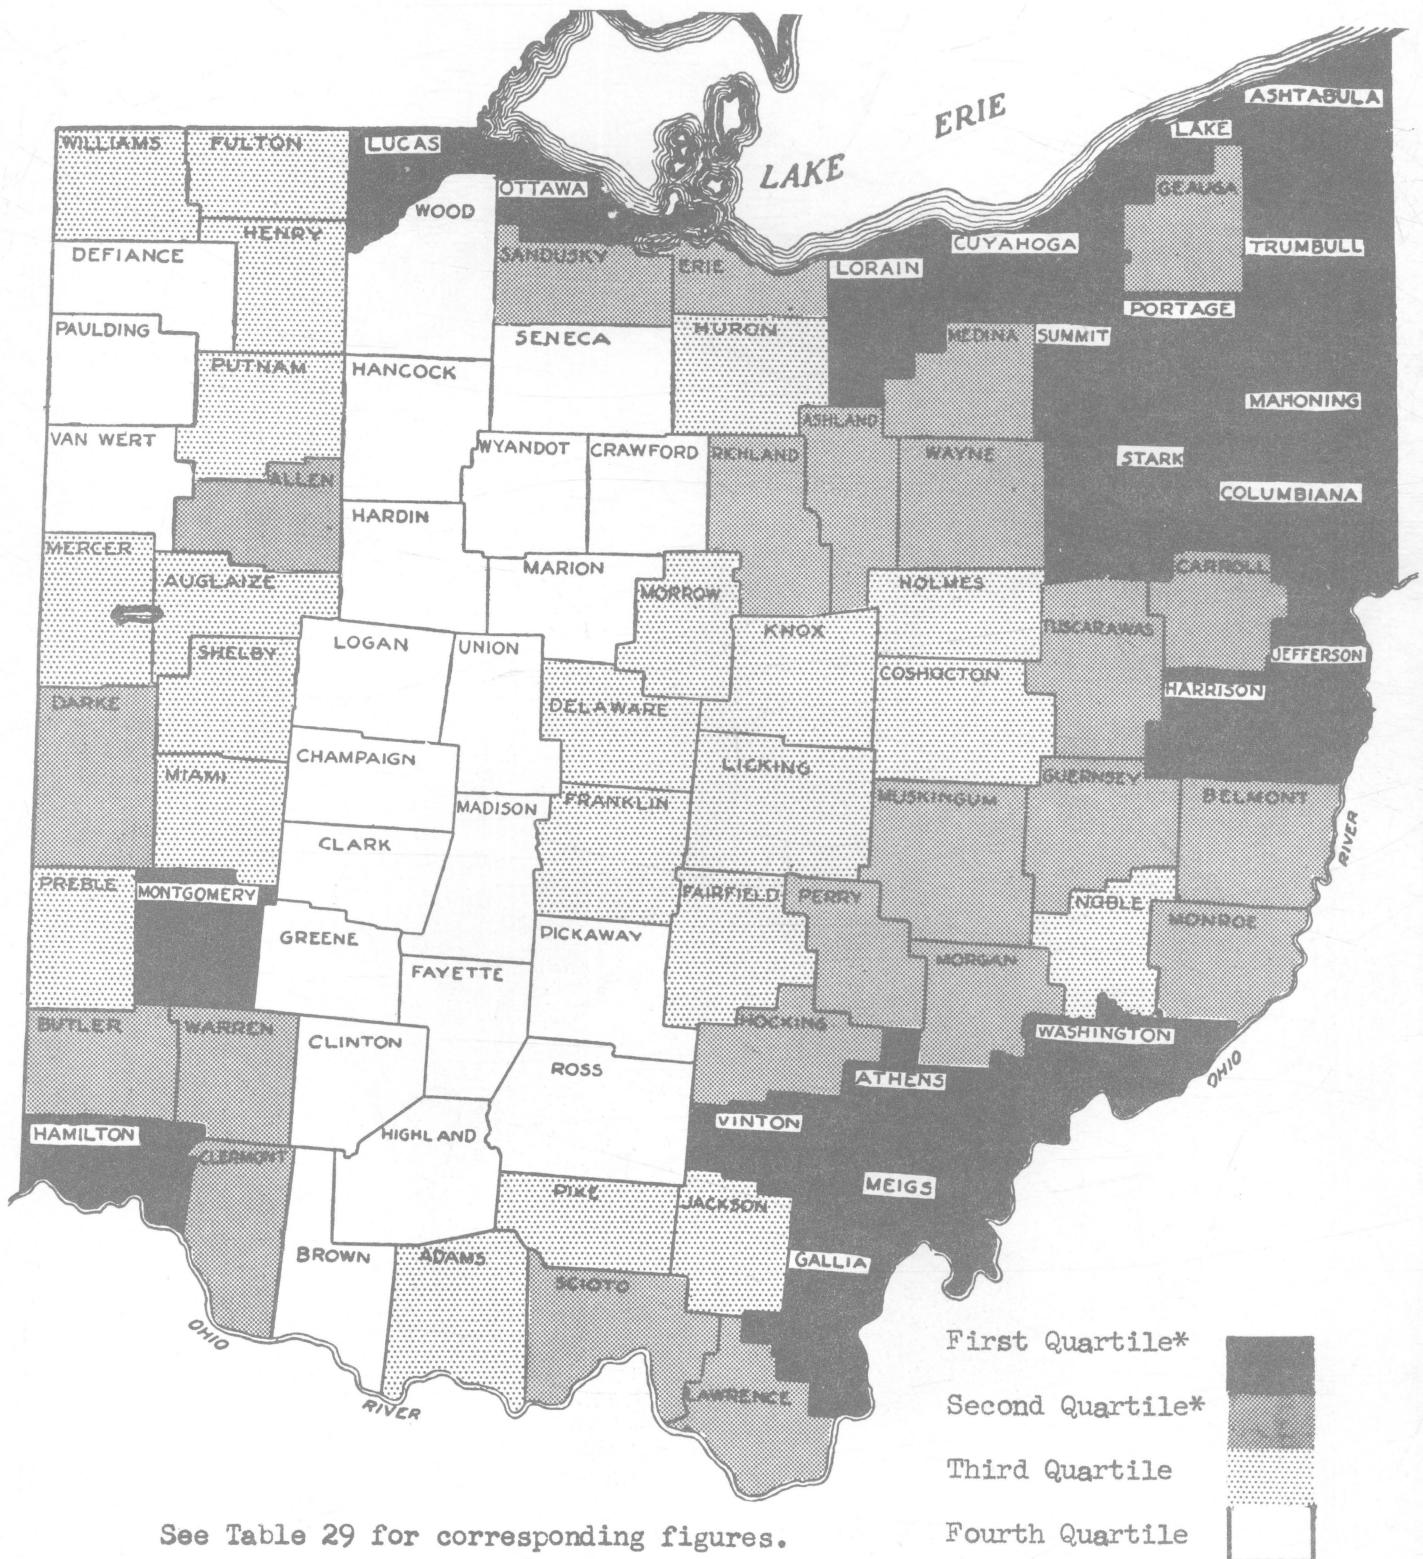 ASHTABULA
LAKE
ERIE
LAKE
WILLIAMS
FULTON
LUCAS
OTTAWA
GEAUGA
WOOD
HENRY
CUYAHOGA
TRUMBULL
DEFIANCE
SANDUSKY
ERIE
LORAIN
PORTAGE
PAULDING
SENECA
HURON
MEDINA
SUMMIT
PUTNAM
HANCOCK
MAHONING
ASHLAND
VAN WERT
WYANDOT
CRAWFORD
RICHLAND
WAYNE
STARK
ALLEN
COLUMBIANA
HARDIN
MERCER
AUGLAIZE
MARION
MORROW
HOLMES
CARROLL
KNOX
TUSCARAWAS
LOGAN
UNION
SHELBY
JEFFERSON
COSHOCTON
HARRISON
DARKE
DELAWARE
CHAMPAIGN
MIAMI
LICKING
GUERNSEY
MADISON
FRANKLIN
MUSKINGUM
BELMONT
CLARK
RIVER
PREBLE
MONTGOMERY
FAIRFIELD
PERRY
NOBLE
GREENE
PICKAWAY
MONROE
FAYETTE
MORGAN
BUTLER
WARREN
HOCKING
WASHINGTON
CLINTON
ROSS
ATHENS
OHIO
HAMILTON
HIGHLAND
VINTON
CLERMONT
PIKE
JACKSON
MEIGS
BROWN
ADAMS
GALLIA
SCIOTO
OHIO
LAWRENCE
RIVER
First Quartile*
Second Quartile*
Third Quartile
Fourth Quartile
See Table 29 for corresponding figures.